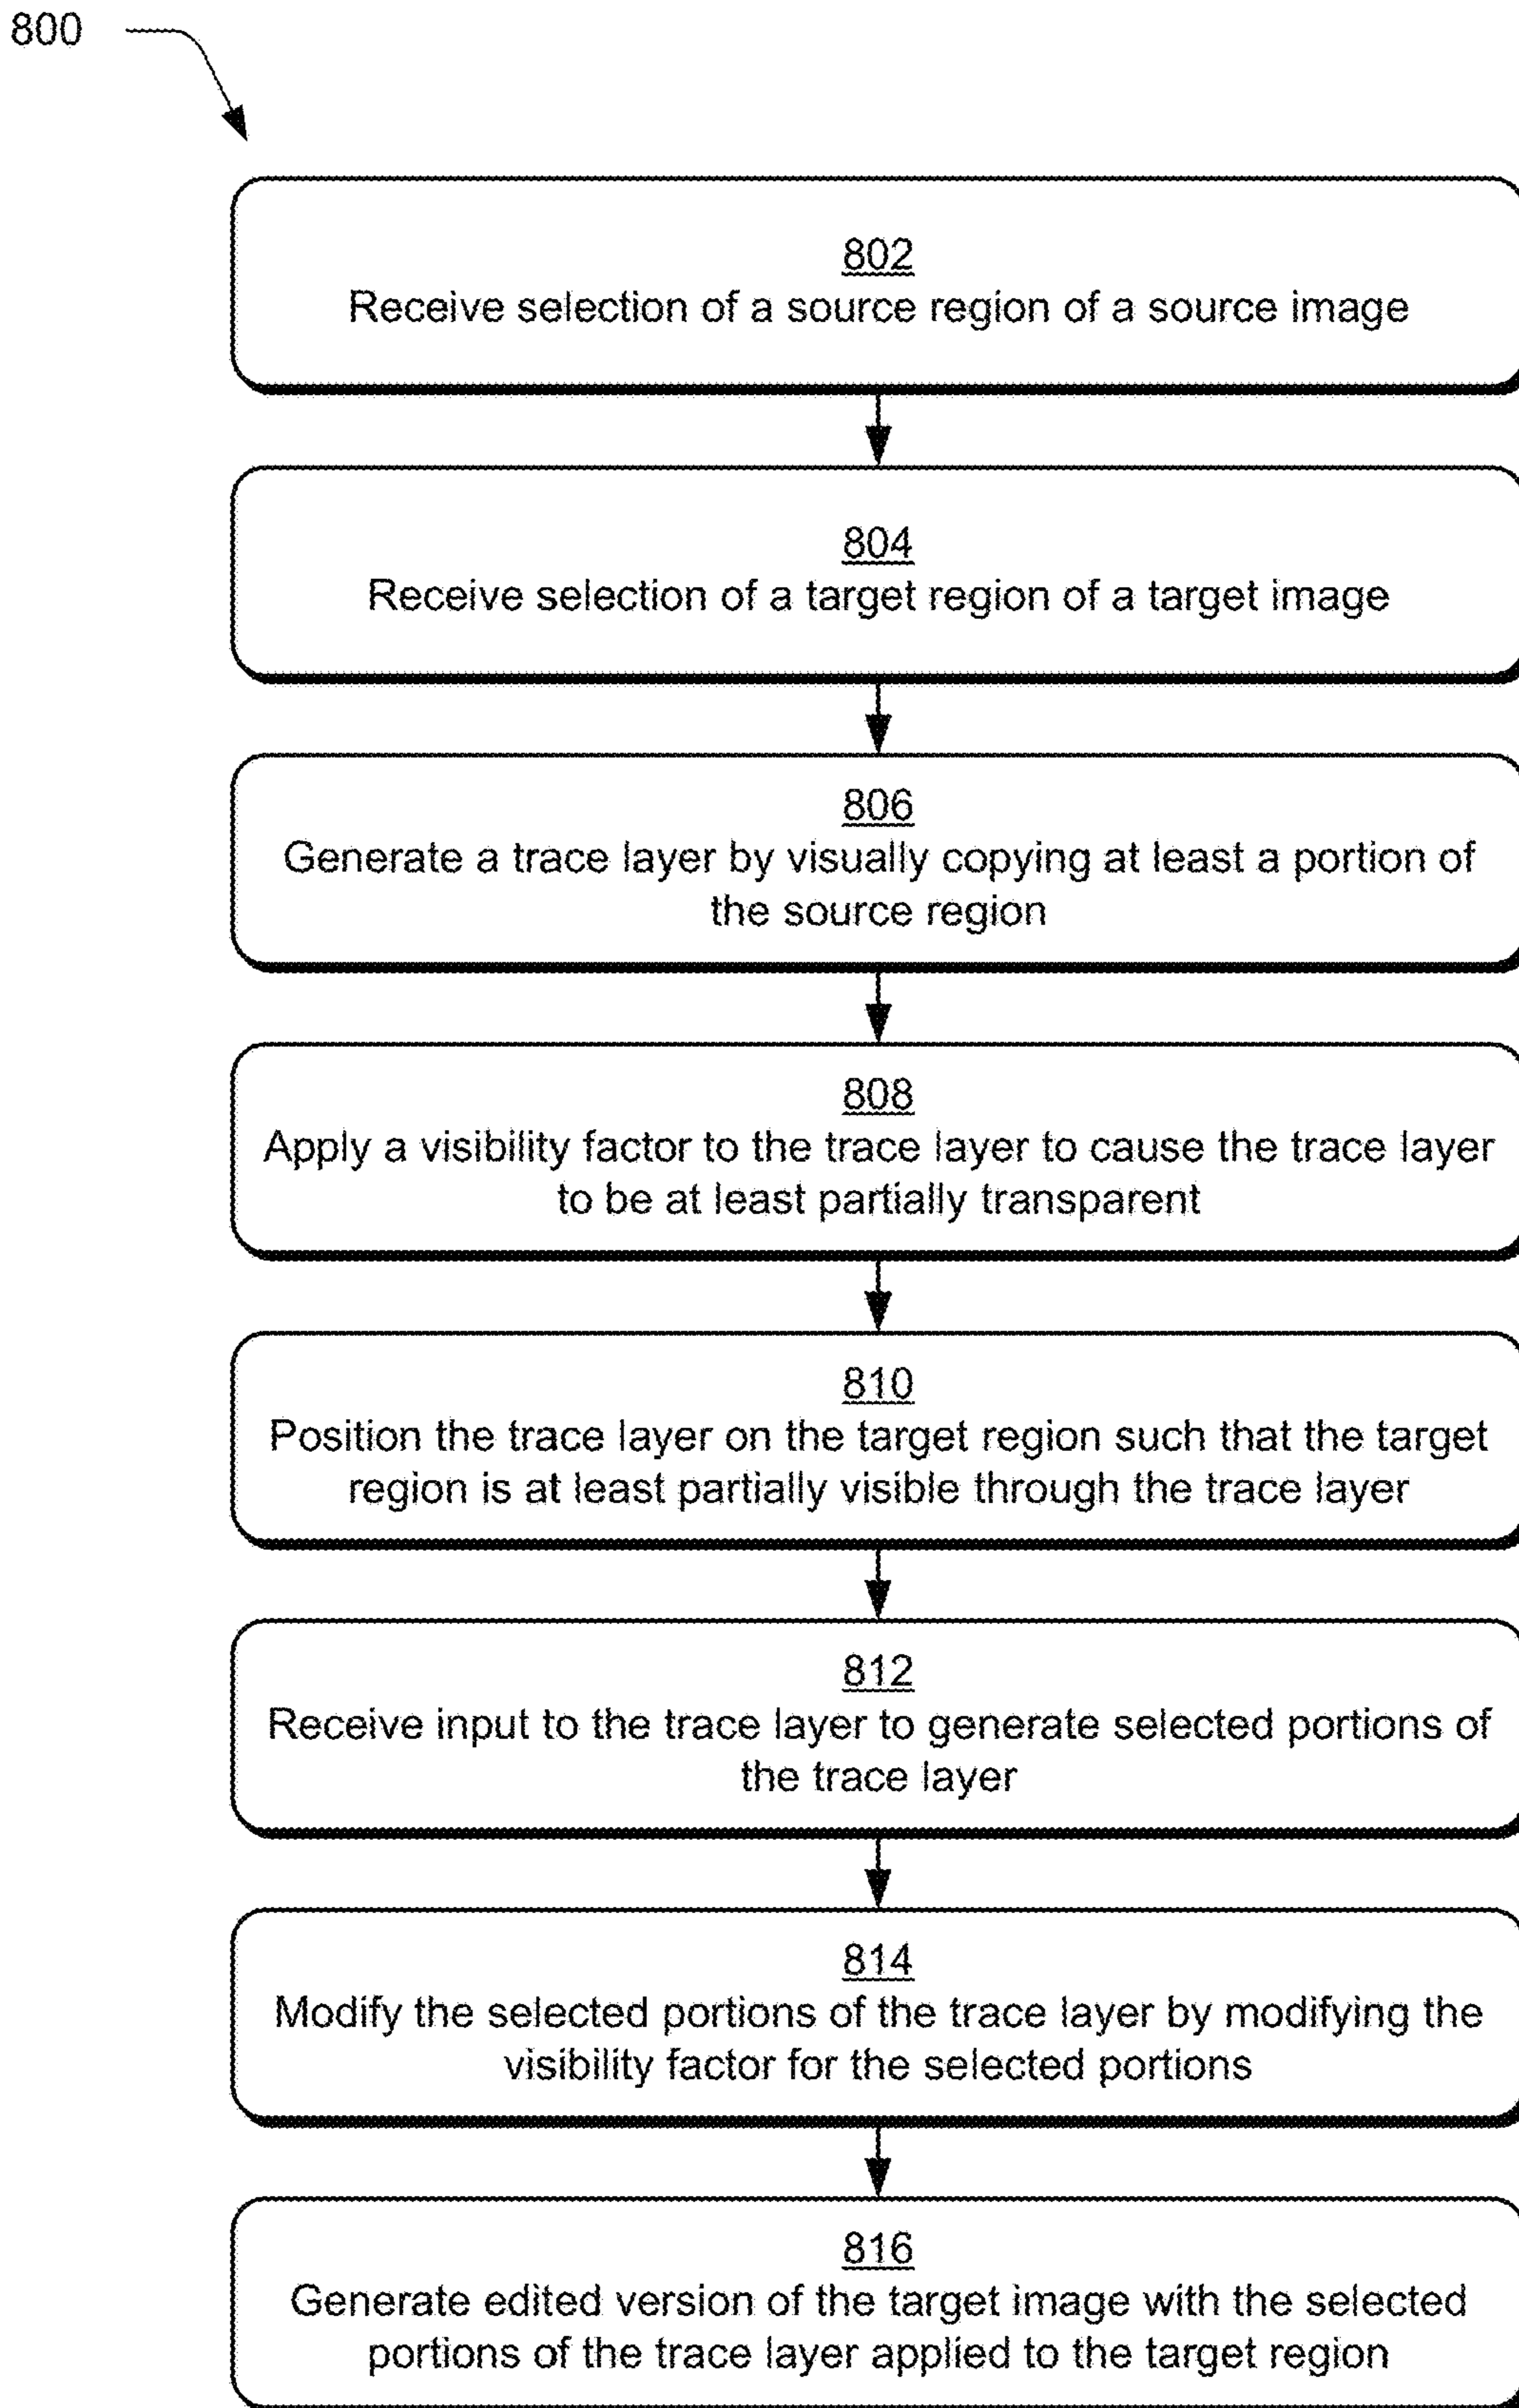 800
802
Receive selection of a source region of a source image
804
Receive selection of a target region of a target image
806
Generate a trace layer by visually copying at least a portion of
the source region
808
Apply a visibility factor to the trace layer to cause the trace layer
to be at least partially transparent
810
Position the trace layer on the target region such that the target
region is at least partially visible through the trace layer
812
Receive input to the trace layer to generate selected portions of
the trace layer
814
Modify the selected portions of the trace layer by modifying the
visibility factor for the selected portions
816
Generate edited version of the target image with the selected
portions of the trace layer applied to the target region